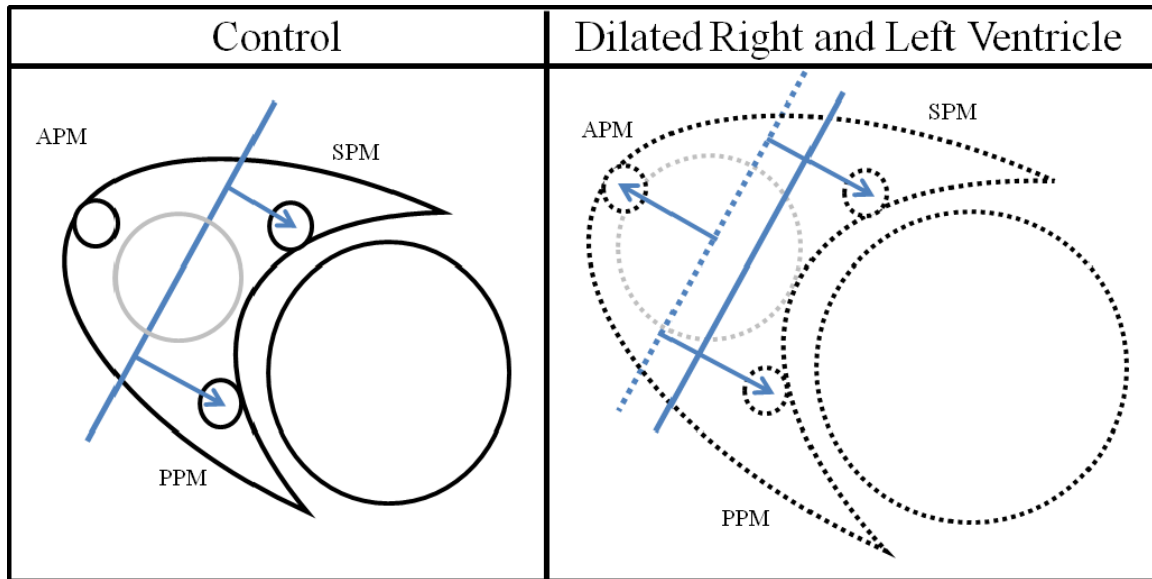 Control
Dilated Right and Left Ventricle
APM
SPM
PPM
APM
SPM
PPM